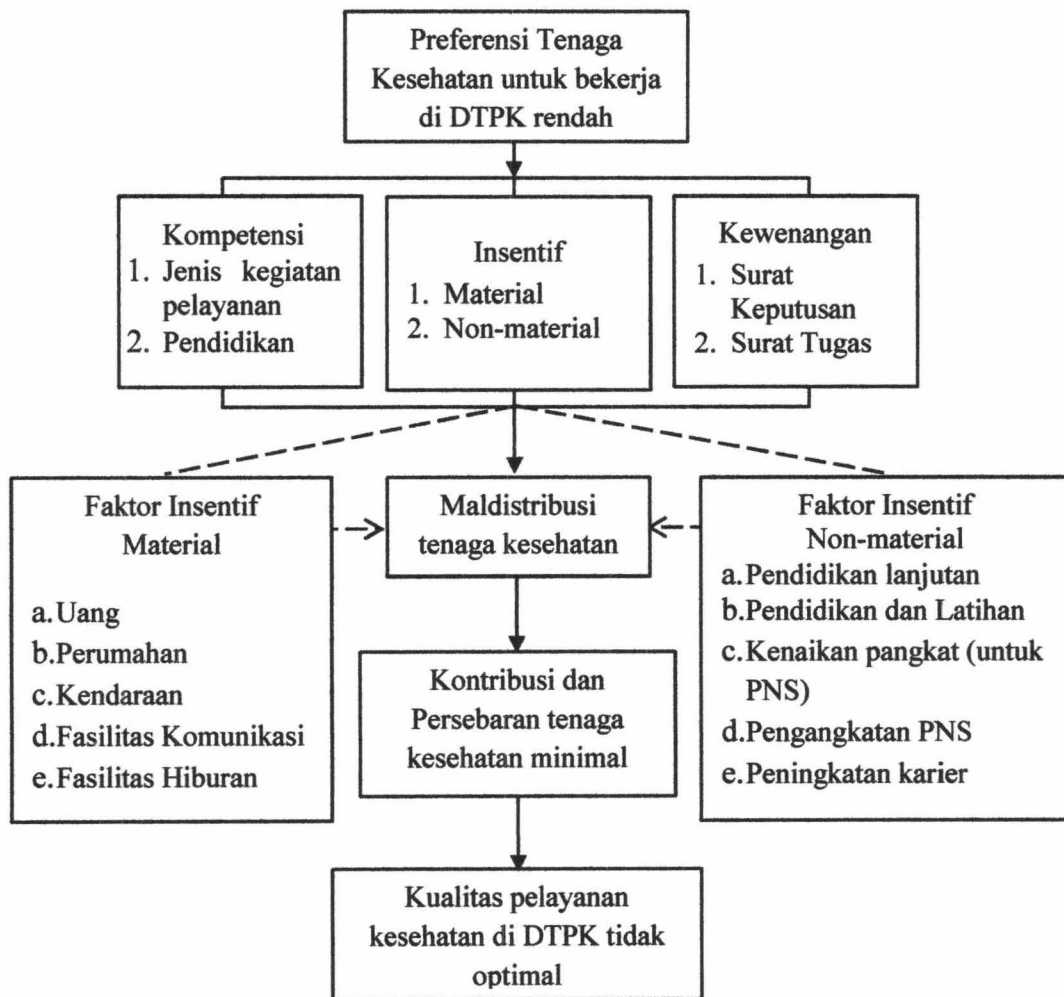 Preferensi Tenaga
Kesehatan untuk bekerja
di DTPK rendah
Kompetensi
1. Jenis kegiatan
pelayanan
2. Pendidikan
Insentif
1. Material
2. Non-material
Kewenangan
1. Surat
Keputusan
2. Surat Tugas
Faktor Insentif
Material
a. Uang
b. Perumahan
c. Kendaraan
d. Fasilitas Komunikasi
e. Fasilitas Hiburan
Maldistribusi
tenaga kesehatan
Faktor Insentif
Non-material
a. Pendidikan lanjutan
b. Pendidikan dan Latihan
c. Kenaikan pangkat (untuk
PNS)
d. Pengangkatan PNS
e. Peningkatan karier
Kontribusi dan
Persebaran tenaga
kesehatan minimal
Kualitas pelayanan
kesehatan di DTPK tidak
optimal